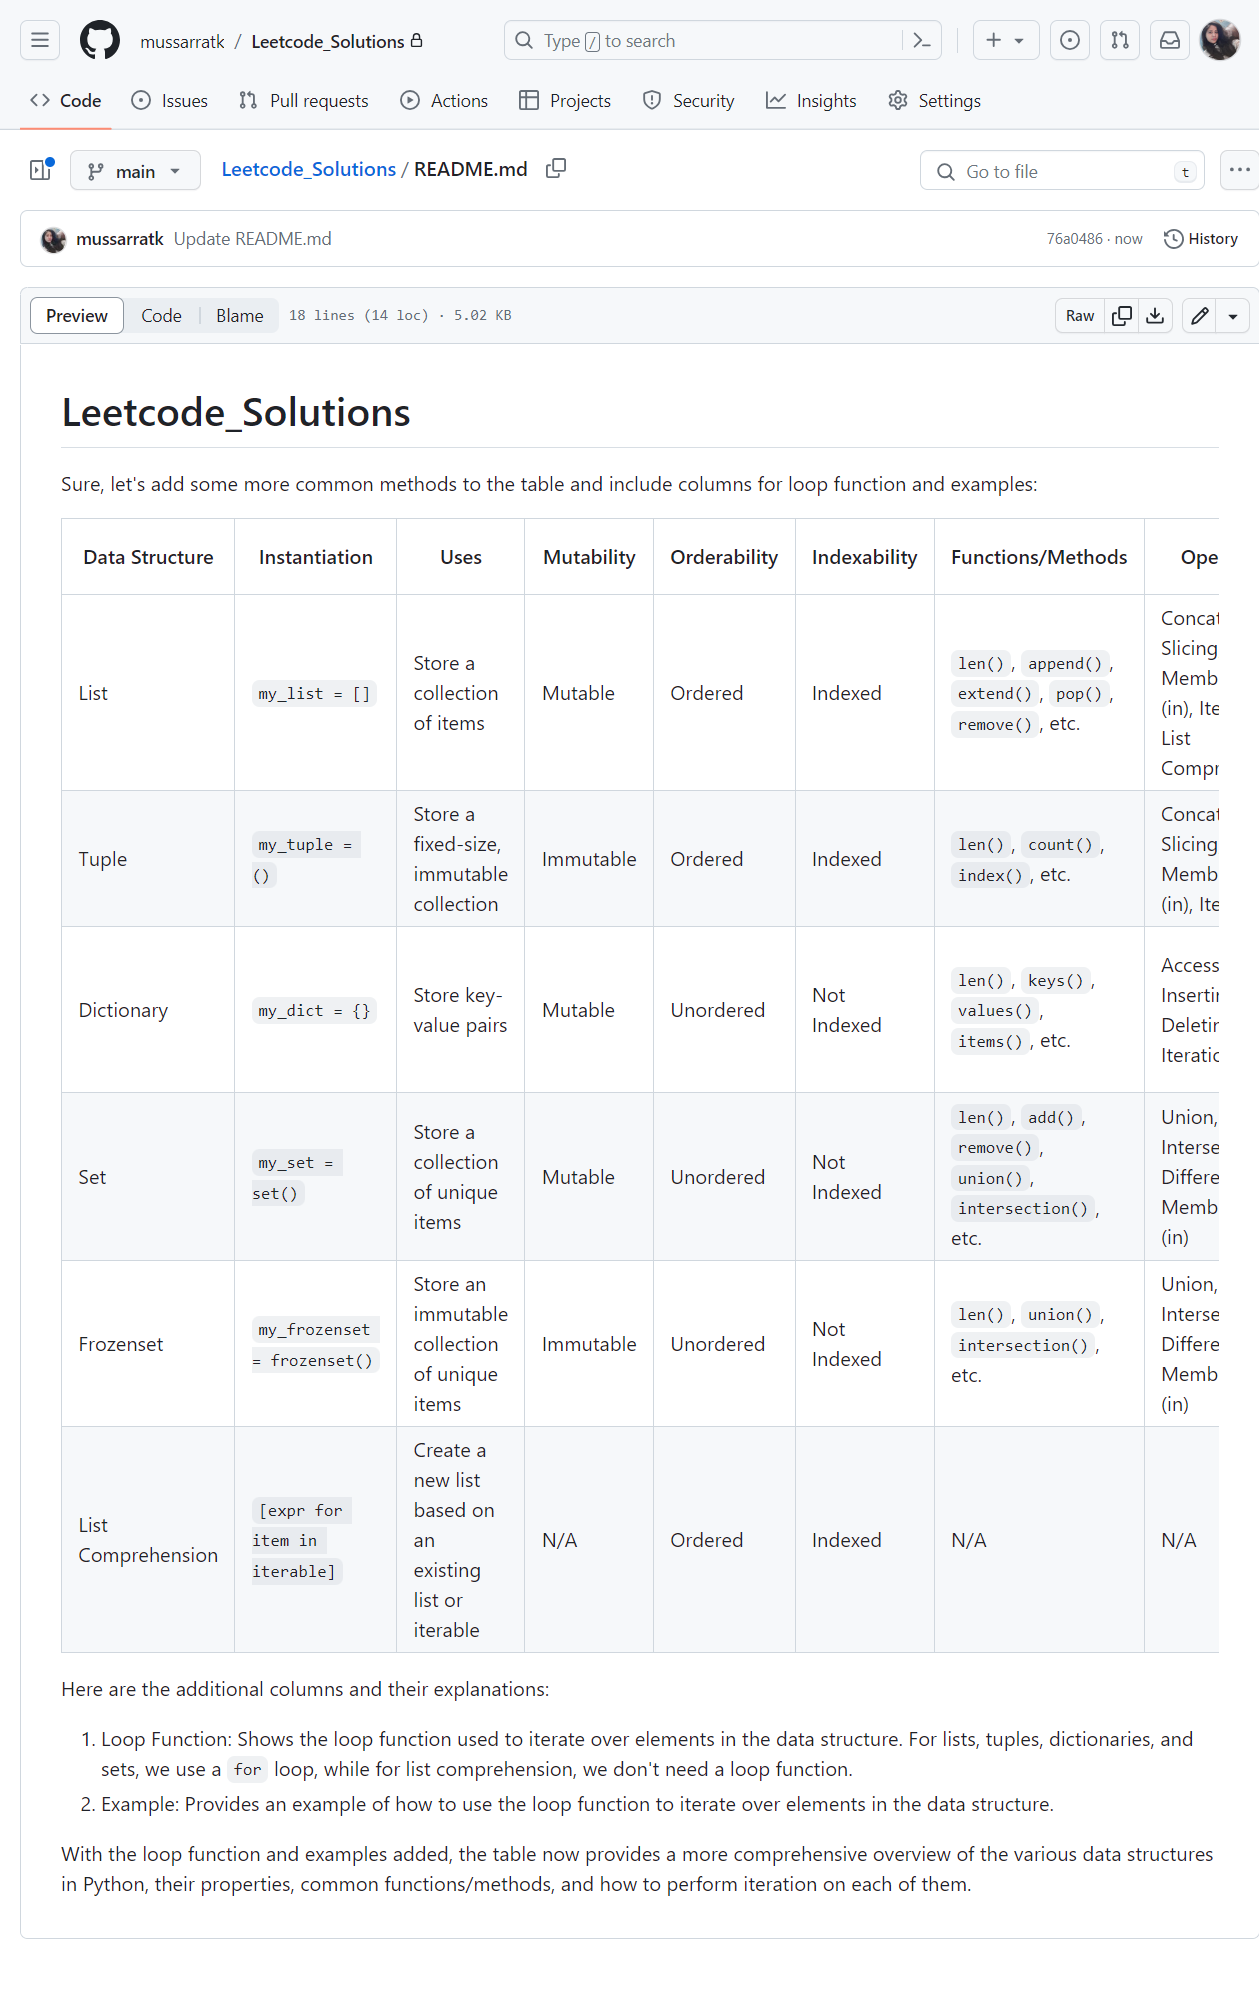 mussarratk / Leetcode_Solutions
Type / to search
Code Issues Pull requests Actions Projects Security Insights Settings
main Leetcode_Solutions / README.md Go to file t
mussarratk Update README.md 76a0486 · now History
Preview Code Blame 18 lines (14 loc) · 5.02 KB Raw
Leetcode_Solutions
Sure, let's add some more common methods to the table and include columns for loop function and examples:
Data Structure Instantiation Uses Mutability Orderability Indexability Functions/Methods Ope
List
my_list = []
Store a
collection
of items
Mutable
Ordered
Indexed
len(), append(),
extend(), pop(),
remove(), etc.
Concat
Slicing
Memb
(in), Ite
List
Compr
Tuple
my_tuple =
()
Store a
fixed-size,
immutable
collection
Immutable
Ordered
Indexed
len(), count(),
index(), etc.
Concat
Slicing
Memb
(in), Ite
Dictionary
my_dict = {}
Store key-
value pairs
Mutable
Unordered
Not
Indexed
len(), keys(),
values(),
items(), etc.
Access
Insertin
Deletin
Iteratic
Set
my_set =
set()
Store a
collection
of unique
items
Mutable
Unordered
Not
Indexed
len(), add(),
remove(),
union(),
intersection(),
etc.
Union,
Interse
Differe
Memb
(in)
Frozenset
my_frozenset
= frozenset()
Store an
immutable
collection
of unique
items
Immutable
Unordered
Not
Indexed
len(), union(),
intersection(),
etc.
Union,
Interse
Differe
Memb
(in)
List
Comprehension
[expr for
item in
iterable]
Create a
new list
based on
an
existing
list or
iterable
N/A
Ordered
Indexed
N/A
N/A
Here are the additional columns and their explanations:
1. Loop Function: Shows the loop function used to iterate over elements in the data structure. For lists, tuples, dictionaries, and
sets, we use a for loop, while for list comprehension, we don't need a loop function.
2. Example: Provides an example of how to use the loop function to iterate over elements in the data structure.
With the loop function and examples added, the table now provides a more comprehensive overview of the various data structures
in Python, their properties, common functions/methods, and how to perform iteration on each of them.